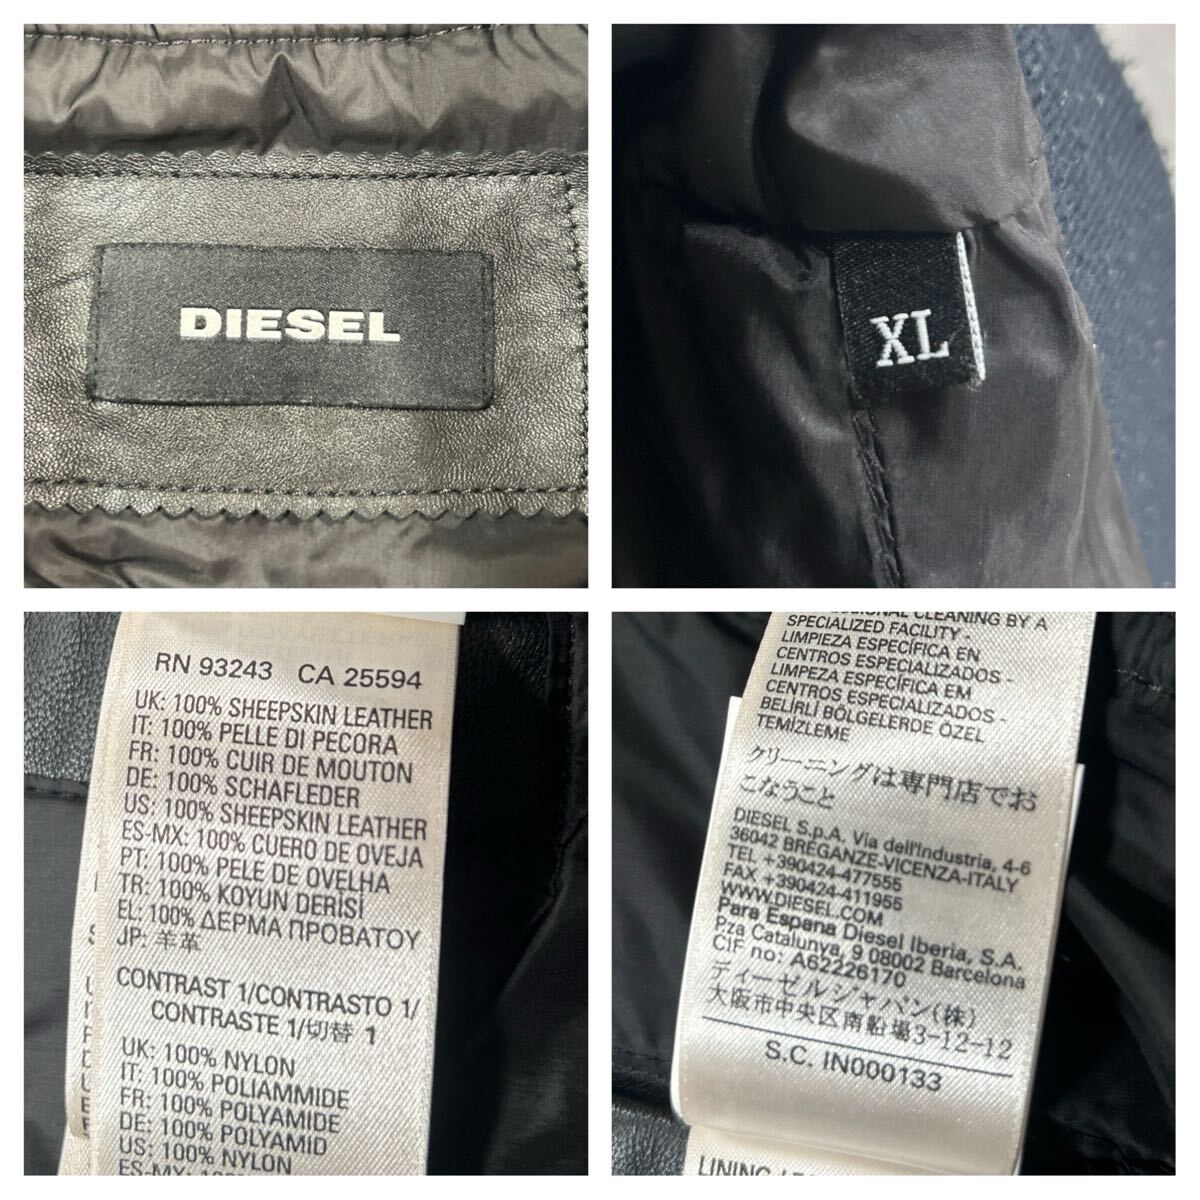 DIESEL
XL
RN 93243 CA 25594
UK: 100% SHEEPSKIN LEATHER
IT: 100% PELLE DI PECORA
FR: 100% CUIR DE MOUTON
DE: 100% SCHAFLEDER
US: 100% SHEEPSKIN LEATHER
ES-MX: 100% CUERO DE OVEJA
PT: 100% PELE DE OVELHA
TR: 100% KOYUN DERİSİ
EL: 100% ΔΕΡΜΑ ΠΡΟΒΑΤΟΥ
JP: 羊革
CONTRAST 1/CONTRASTO 1/
CONTRASTE 1/切替 1
UK: 100% NYLON
IT: 100% POLIAMMIDE
FR: 100% POLYAMIDE
DE: 100% POLYAMID
US: 100% NYLON
ES-MX: 100%
CLEANING BY A
SPECIALIZED FACILITY -
LIMPIEZA ESPECÍFICA EN
CENTROS ESPECIALIZADOS -
LIMPEZA ESPECÍFICA EM
CENTROS ESPECIALIZADOS -
BELİRLİ BÖLGELERDE ÖZEL
TEMİZLEME
クリーニングは専門店でお
こなうこと
DIESEL S.p.A. Via dell'Industria, 4-6
36042 BREGANZE-VICENZA-ITALY
TEL +390424-477555
FAX +390424-411955
WWW.DIESEL.COM
Para Espana Diesel Iberia, S.A.
Pza Catalunya, 9 08002 Barcelona
CIF no: A62226170
ディーゼルジャパン(株)
大阪市中央区南船場3-12-12
S.C. IN000133
LINING